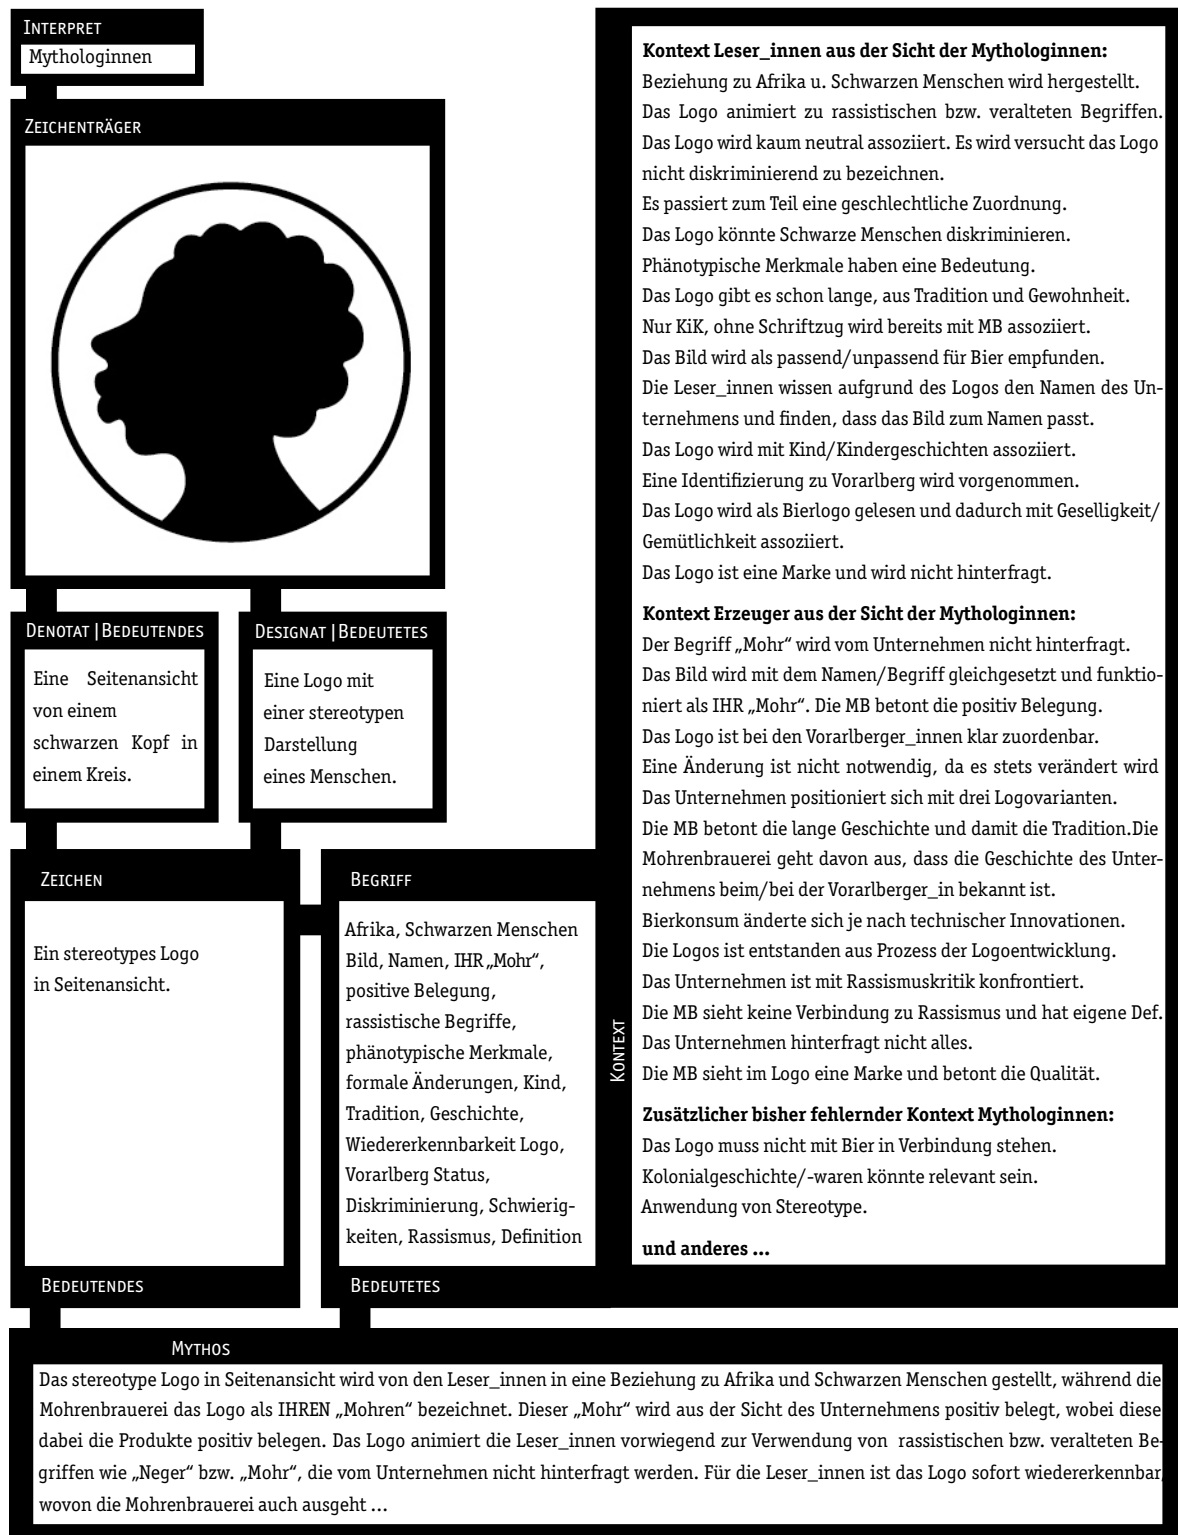 Interpret
Mythologinnen
Zeichenträger
Denotat | Bedeutendes
Eine Seitenansicht
von einem
schwarzen Kopf in
einem Kreis.
Designat | Bedeutetes
Eine Logo mit
einer stereotypen
Darstellung
eines Menschen.
Zeichen
Ein stereotypes Logo
in Seitenansicht.
Bedeutendes
Begriff
Afrika, Schwarzen Menschen
Bild, Namen, IHR „Mohr“,
positive Belegung,
rassistische Begriffe,
phänotypische Merkmale,
formale Änderungen, Kind,
Tradition, Geschichte,
Wiedererkennbarkeit Logo,
Vorarlberg Status,
Diskriminierung, Schwierig-
keiten, Rassismus, Definition
Bedeutetes
Kontext
Kontext Leser_innen aus der Sicht der Mythologinnen:
Beziehung zu Afrika u. Schwarzen Menschen wird hergestellt.
Das Logo animiert zu rassistischen bzw. veralteten Begriffen.
Das Logo wird kaum neutral assoziiert. Es wird versucht das Logo
nicht diskriminierend zu bezeichnen.
Es passiert zum Teil eine geschlechtliche Zuordnung.
Das Logo könnte Schwarze Menschen diskriminieren.
Phänotypische Merkmale haben eine Bedeutung.
Das Logo gibt es schon lange, aus Tradition und Gewohnheit.
Nur KiK, ohne Schriftzug wird bereits mit MB assoziiert.
Das Bild wird als passend/unpassend für Bier empfunden.
Die Leser_innen wissen aufgrund des Logos den Namen des Un-
ternehmens und finden, dass das Bild zum Namen passt.
Das Logo wird mit Kind/Kindergeschichten assoziiert.
Eine Identifizierung zu Vorarlberg wird vorgenommen.
Das Logo wird als Bierlogo gelesen und dadurch mit Geselligkeit/
Gemütlichkeit assoziiert.
Das Logo ist eine Marke und wird nicht hinterfragt.
Kontext Erzeuger aus der Sicht der Mythologinnen:
Der Begriff „Mohr“ wird vom Unternehmen nicht hinterfragt.
Das Bild wird mit dem Namen/Begriff gleichgesetzt und funktio-
niert als IHR „Mohr“. Die MB betont die positiv Belegung.
Das Logo ist bei den Vorarlberger_innen klar zuordenbar.
Eine Änderung ist nicht notwendig, da es stets verändert wird
Das Unternehmen positioniert sich mit drei Logovarianten.
Die MB betont die lange Geschichte und damit die Tradition.Die
Mohrenbrauerei geht davon aus, dass die Geschichte des Unter-
nehmens beim/bei der Vorarlberger_in bekannt ist.
Bierkonsum änderte sich je nach technischer Innovationen.
Die Logos ist entstanden aus Prozess der Logoentwicklung.
Das Unternehmen ist mit Rassismuskritik konfrontiert.
Die MB sieht keine Verbindung zu Rassismus und hat eigene Def.
Das Unternehmen hinterfragt nicht alles.
Die MB sieht im Logo eine Marke und betont die Qualität.
Zusätzlicher bisher fehlernder Kontext Mythologinnen:
Das Logo muss nicht mit Bier in Verbindung stehen.
Kolonialgeschichte/-waren könnte relevant sein.
Anwendung von Stereotype.
und anderes ...
Mythos
Das stereotype Logo in Seitenansicht wird von den Leser_innen in eine Beziehung zu Afrika und Schwarzen Menschen gestellt, während die
Mohrenbrauerei das Logo als IHREN „Mohren“ bezeichnet. Dieser „Mohr“ wird aus der Sicht des Unternehmens positiv belegt, wobei diese
dabei die Produkte positiv belegen. Das Logo animiert die Leser_innen vorwiegend zur Verwendung von rassistischen bzw. veralteten Be-
griffen wie „Neger“ bzw. „Mohr“, die vom Unternehmen nicht hinterfragt werden. Für die Leser_innen ist das Logo sofort wiedererkennbar,
wovon die Mohrenbrauerei auch ausgeht ...